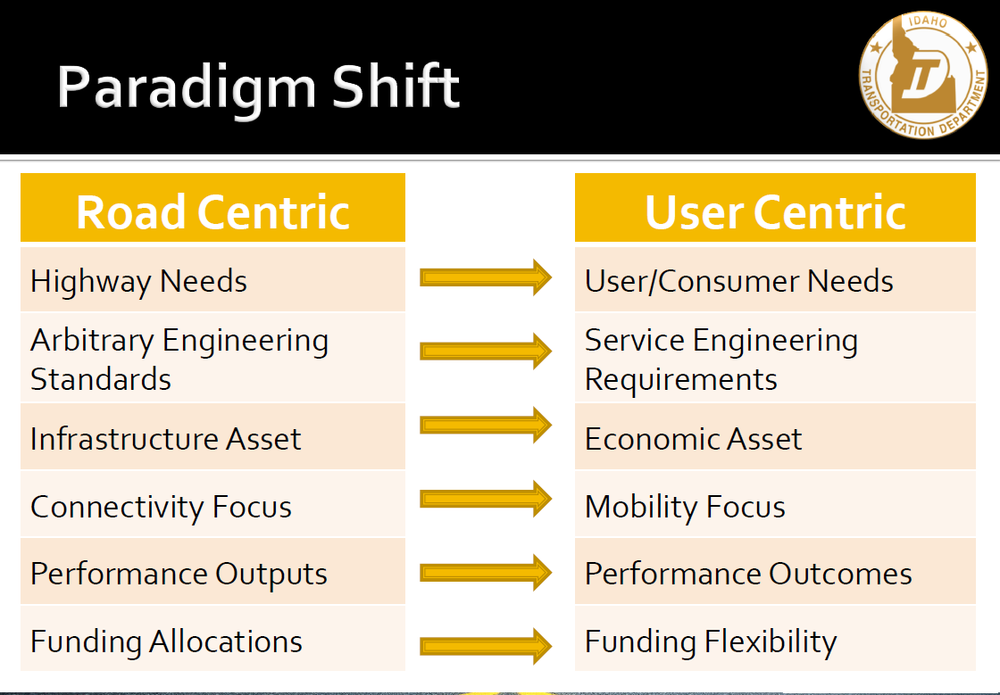 Paradigm Shift
IDAHO
TRANSPORTATION DEPARTMENT
IT
Road Centric
User Centric
Highway Needs
User/Consumer Needs
Arbitrary Engineering
Standards
Service Engineering
Requirements
Infrastructure Asset
Economic Asset
Connectivity Focus
Mobility Focus
Performance Outputs
Performance Outcomes
Funding Allocations
Funding Flexibility